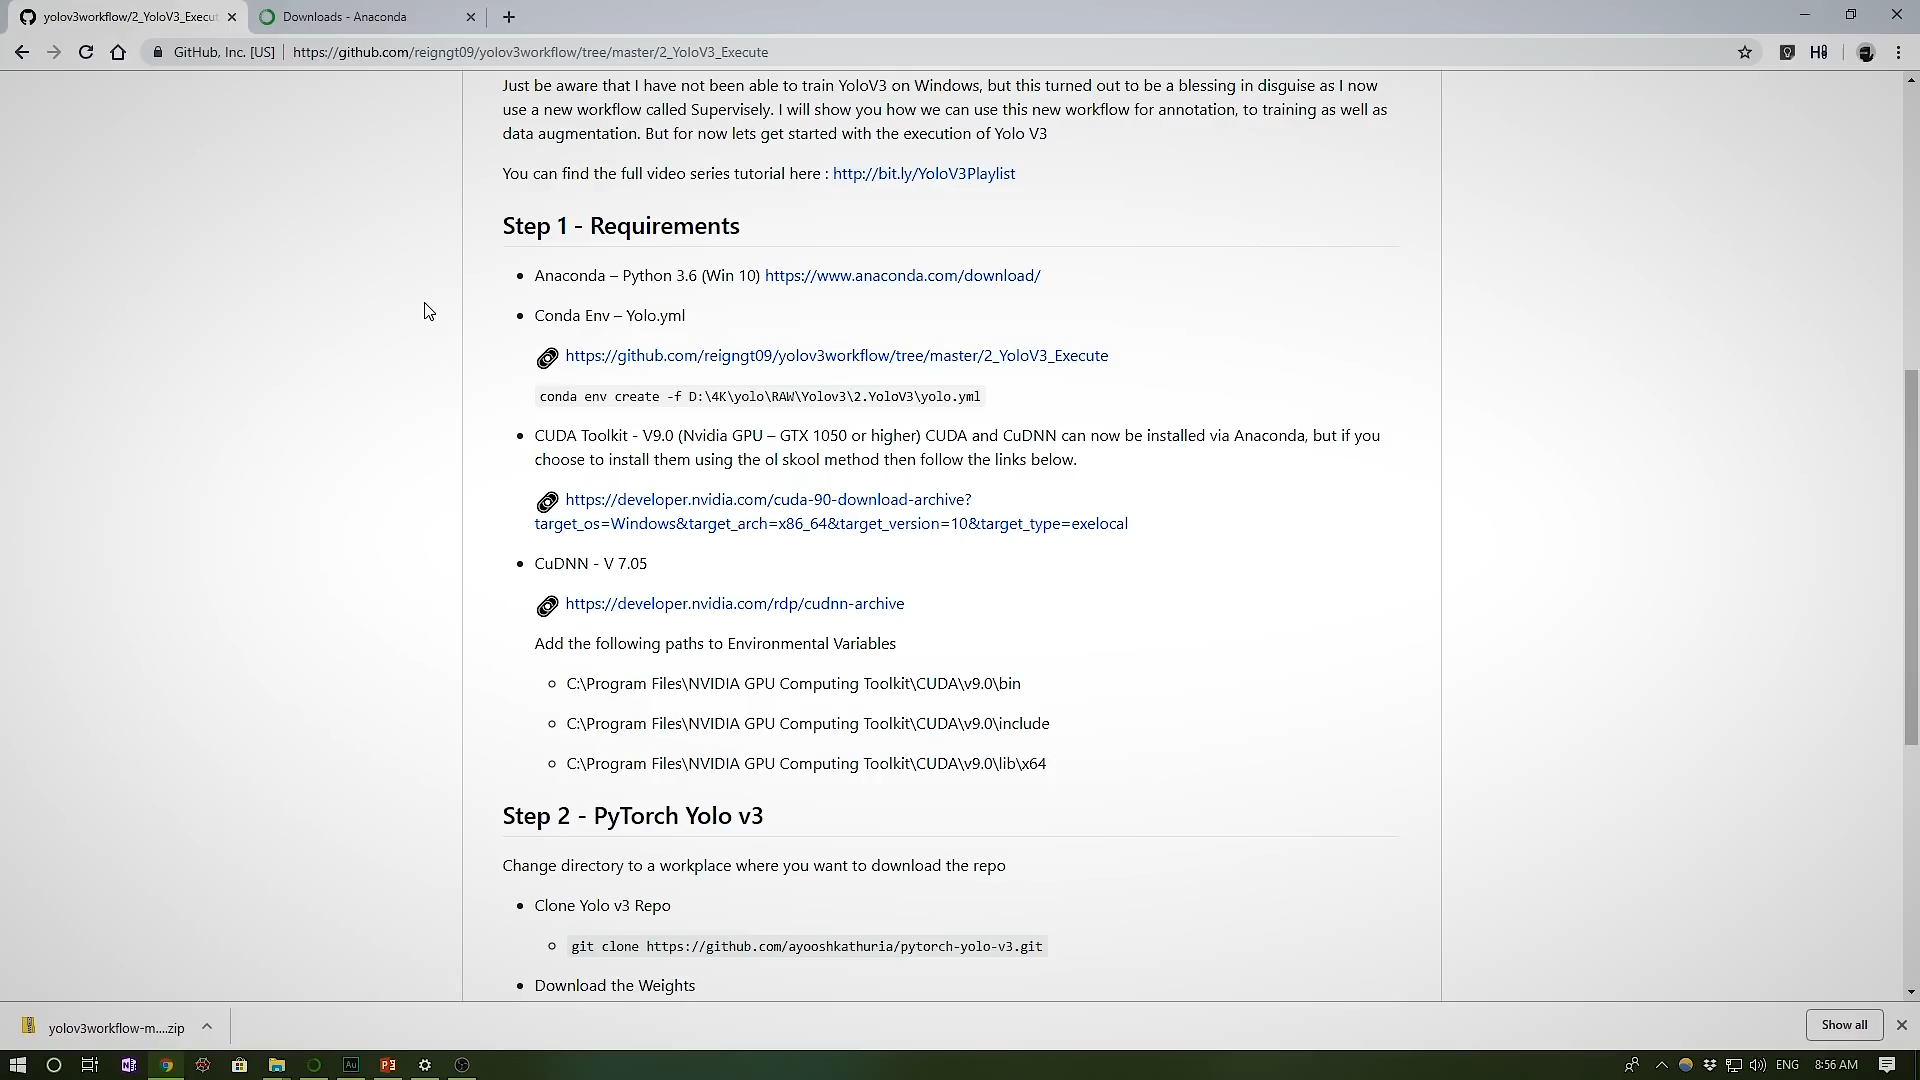 yolov3workflow/2_YoloV3_Execut
Downloads - Anaconda
GitHub, Inc. [US]
https://github.com/reigngt09/yolov3workflow/tree/master/2_YoloV3_Execute
Just be aware that I have not been able to train YoloV3 on Windows, but this turned out to be a blessing in disguise as I now
use a new workflow called Supervisely. I will show you how we can use this new workflow for annotation, to training as well as
data augmentation. But for now lets get started with the execution of Yolo V3
You can find the full video series tutorial here : http://bit.ly/YoloV3Playlist
Step 1 - Requirements
Anaconda – Python 3.6 (Win 10) https://www.anaconda.com/download/
Conda Env – Yolo.yml
https://github.com/reigngt09/yolov3workflow/tree/master/2_YoloV3_Execute
conda env create -f D:\4K\yolo\RAW\Yolov3\2.YoloV3\yolo.yml
CUDA Toolkit - V9.0 (Nvidia GPU – GTX 1050 or higher) CUDA and CuDNN can now be installed via Anaconda, but if you
choose to install them using the ol skool method then follow the links below.
https://developer.nvidia.com/cuda-90-download-archive?
target_os=Windows&target_arch=x86_64&target_version=10&target_type=exelocal
CuDNN - V 7.05
https://developer.nvidia.com/rdp/cudnn-archive
Add the following paths to Environmental Variables
C:\Program Files\NVIDIA GPU Computing Toolkit\CUDA\v9.0\bin
C:\Program Files\NVIDIA GPU Computing Toolkit\CUDA\v9.0\include
C:\Program Files\NVIDIA GPU Computing Toolkit\CUDA\v9.0\lib\x64
Step 2 - PyTorch Yolo v3
Change directory to a workplace where you want to download the repo
Clone Yolo v3 Repo
git clone https://github.com/ayooshkathuria/pytorch-yolo-v3.git
Download the Weights
yolov3workflow-m....zip
Show all
ENG
8:56 AM